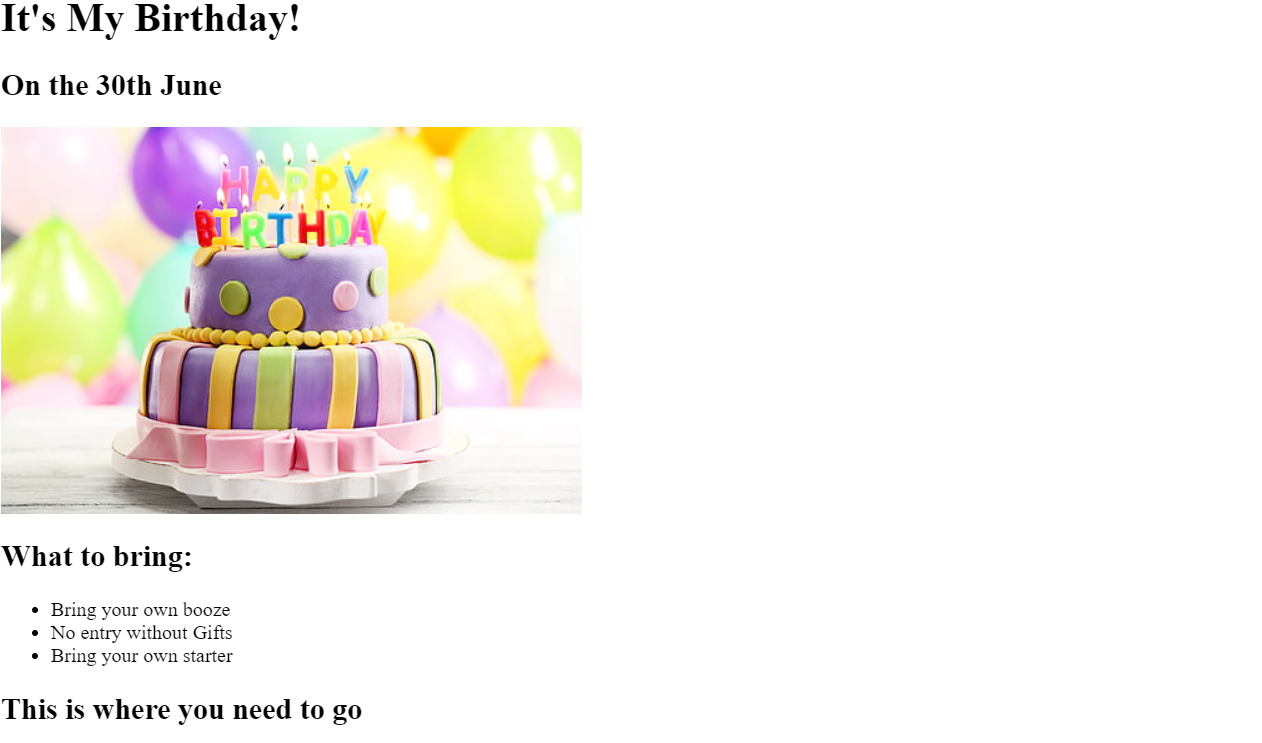 It's My Birthday!
On the 30th June
HAPPY
BIRTHDAY
What to bring:
Bring your own booze
No entry without Gifts
Bring your own starter
This is where you need to go